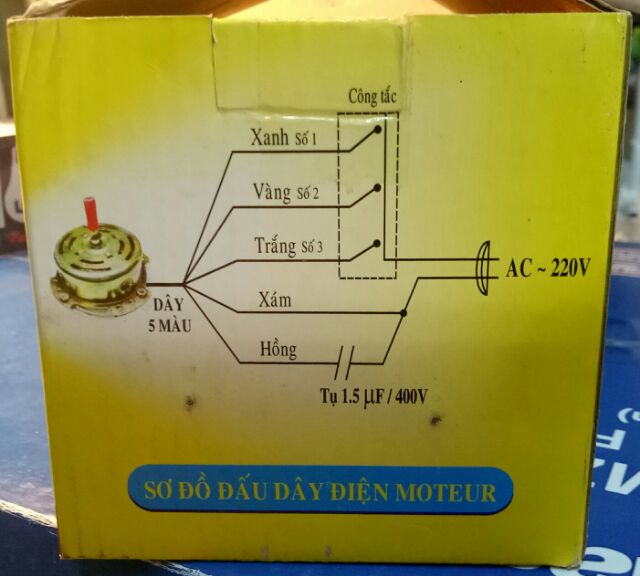 Công tắc
Xanh Số 1
Vàng Số 2
Trắng Số 3
AC ~ 220V
DÂY
5 MÀU
Xám
Hồng
Tụ 1.5 µF / 400V
SƠ ĐỒ ĐẤU DÂY ĐIỆN MOTEUR